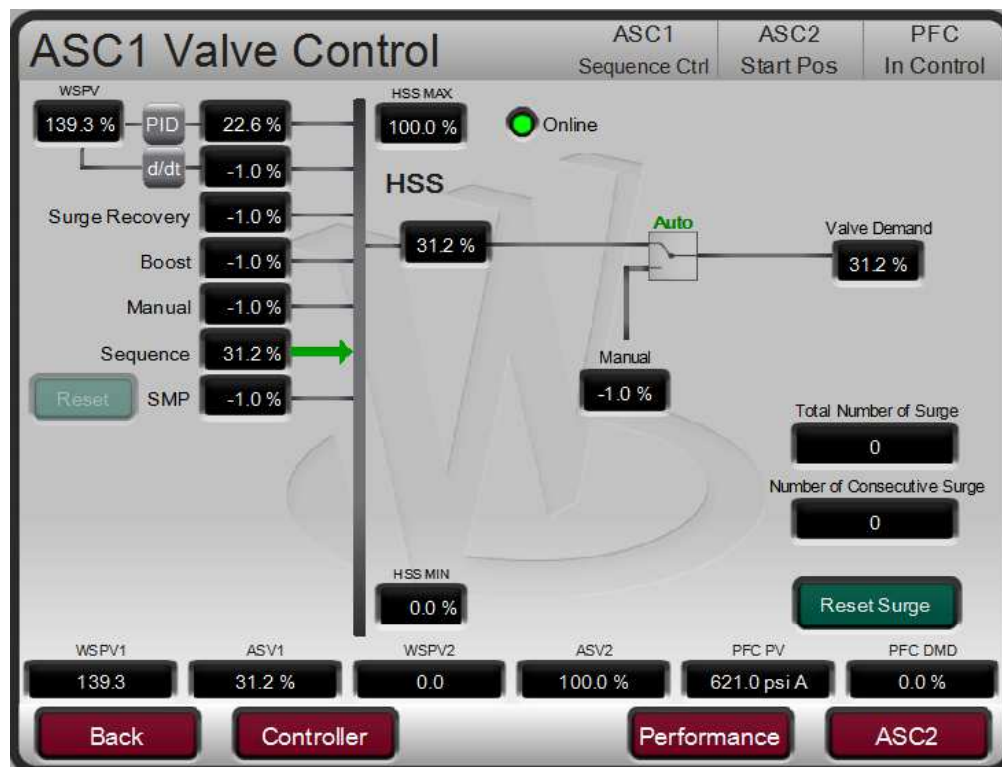 ASC1 Valve Control
ASC1
Sequence Ctrl
ASC2
Start Pos
PFC
In Control
WSPV
139.3 %
PID
22.6 %
d/dt
-1.0 %
Surge Recovery
-1.0 %
Boost
-1.0 %
Manual
-1.0 %
Sequence
31.2 %
Reset
SMP
-1.0 %
HSS MAX
100.0 %
Online
HSS
31.2 %
Auto
Valve Demand
31.2 %
Manual
-1.0 %
Total Number of Surge
0
Number of Consecutive Surge
0
HSS MIN
0.0 %
Reset Surge
WSPV1
139.3
ASV1
31.2 %
WSPV2
0.0
ASV2
100.0 %
PFC PV
621.0 psi A
PFC DMD
0.0 %
Back
Controller
Performance
ASC2